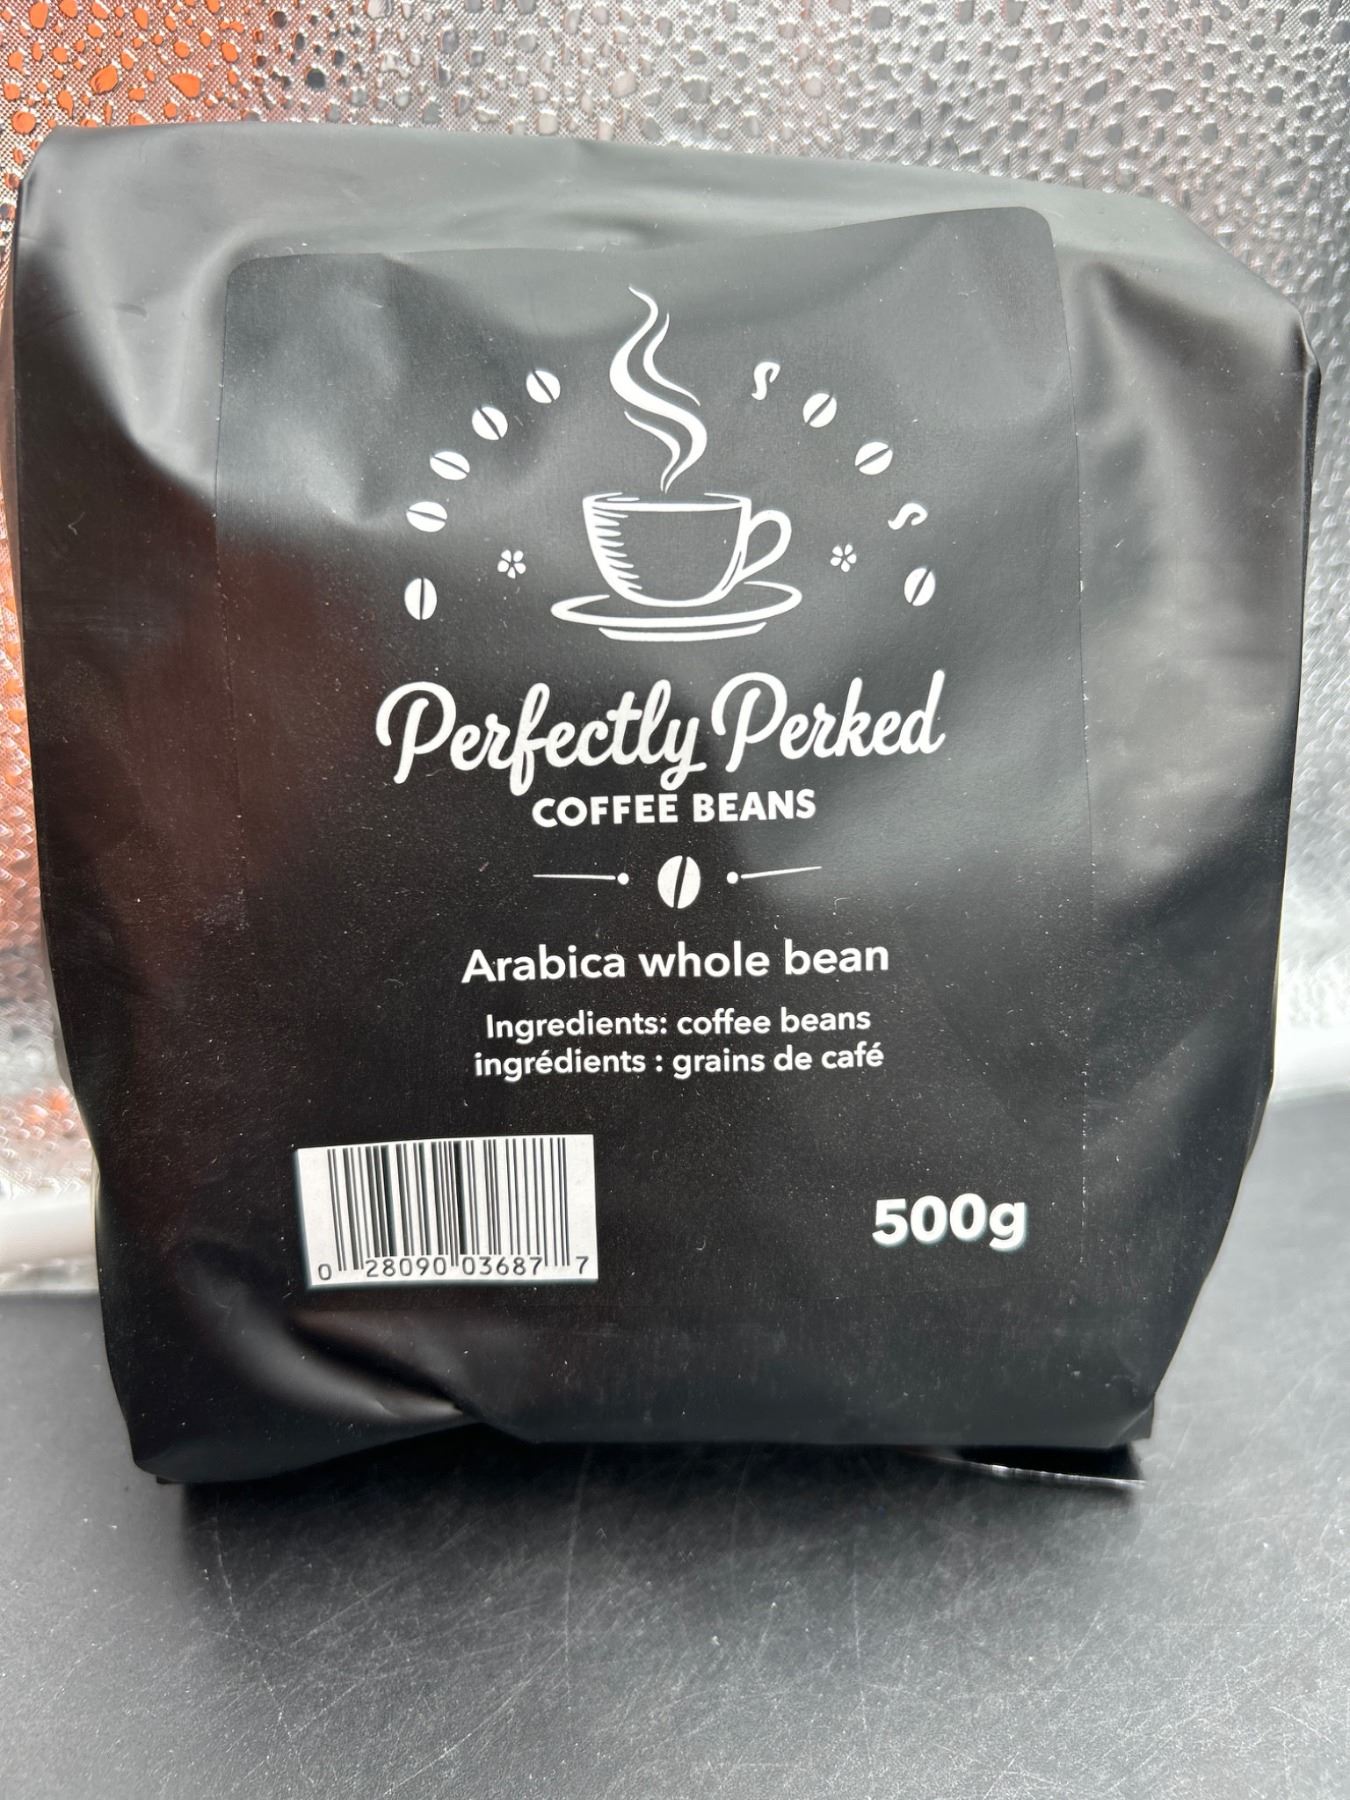 Perfectly Perked
COFFEE BEANS
Arabica whole bean
Ingredients: coffee beans
ingrédients : grains de café
500g
0 28090 03687 7